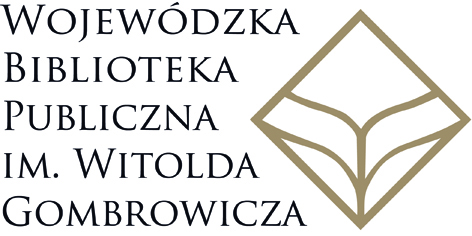 Wojewódzka
Biblioteka
Publiczna
im. Witolda
Gombrowicza